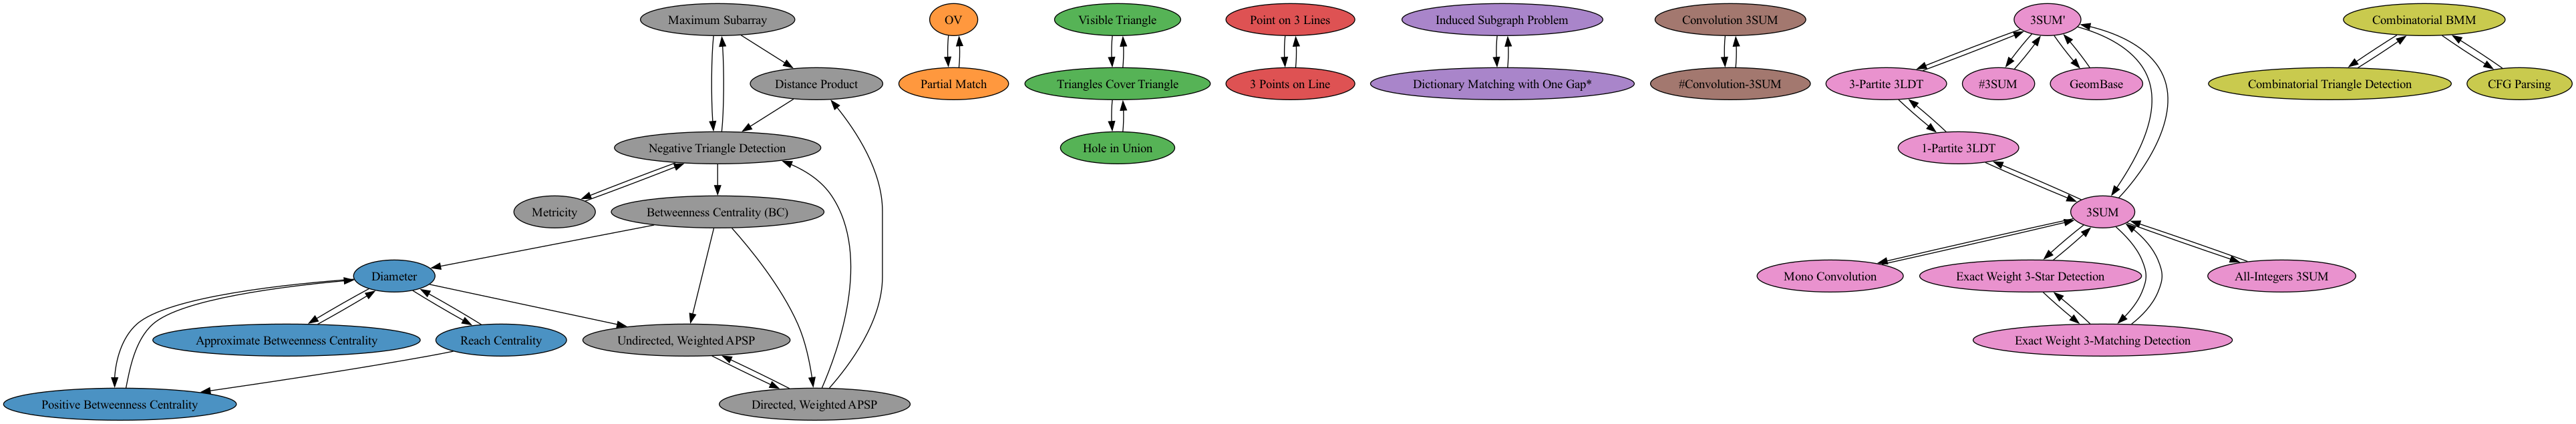 Maximum Subarray
OV
Visible Triangle
Point on 3 Lines
Induced Subgraph Problem
Convolution 3SUM
3SUM'
Combinatorial BMM
Distance Product
Partial Match
Triangles Cover Triangle
3 Points on Line
Dictionary Matching with One Gap*
#Convolution-3SUM
3-Partite 3LDT
#3SUM
GeomBase
Combinatorial Triangle Detection
CFG Parsing
Negative Triangle Detection
Hole in Union
1-Partite 3LDT
Metricity
Betweenness Centrality (BC)
3SUM
Diameter
Mono Convolution
Exact Weight 3-Star Detection
All-Integers 3SUM
Approximate Betweenness Centrality
Reach Centrality
Undirected, Weighted APSP
Exact Weight 3-Matching Detection
Positive Betweenness Centrality
Directed, Weighted APSP